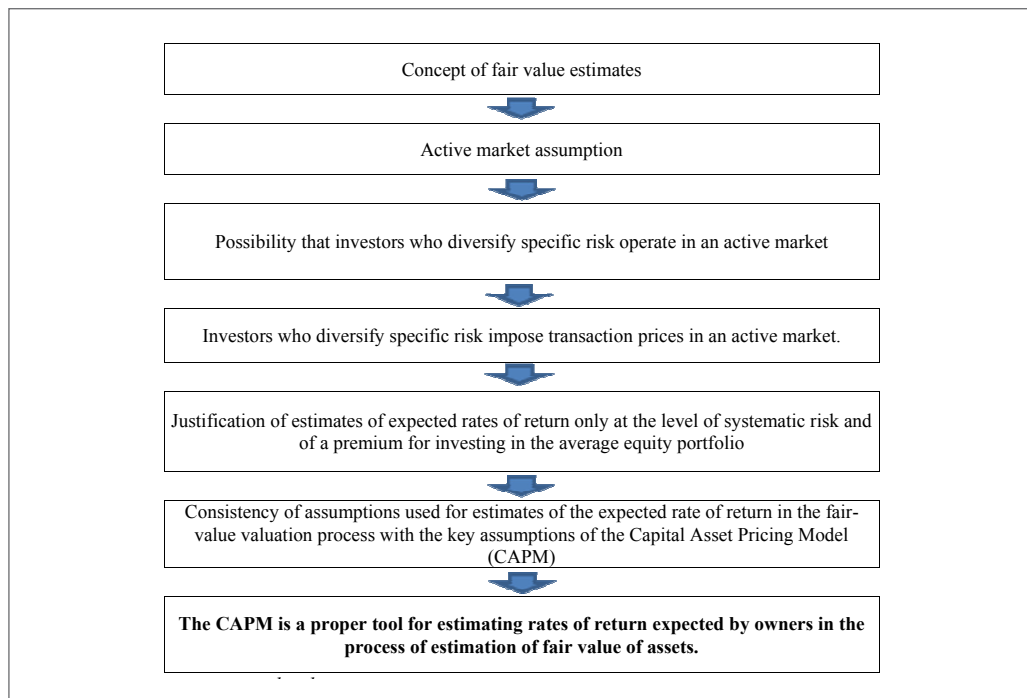 Concept of fair value estimates
Active market assumption
Possibility that investors who diversify specific risk operate in an active market
Investors who diversify specific risk impose transaction prices in an active market.
Justification of estimates of expected rates of return only at the level of systematic risk and
of a premium for investing in the average equity portfolio
Consistency of assumptions used for estimates of the expected rate of return in the fair-
value valuation process with the key assumptions of the Capital Asset Pricing Model
(CAPM)
The CAPM is a proper tool for estimating rates of return expected by owners in the
process of estimation of fair value of assets.